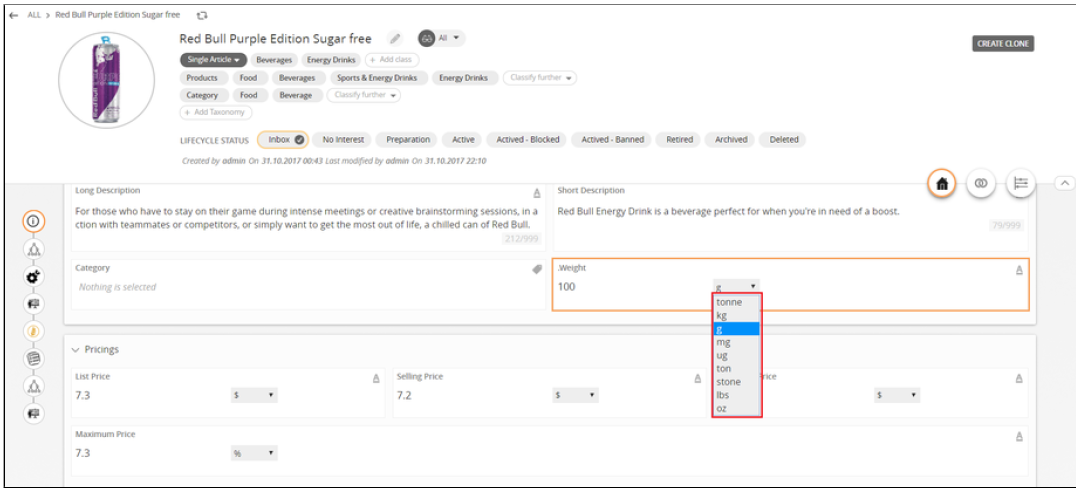 ALL > Red Bull Purple Edition Sugar free
Red Bull Purple Edition Sugar free All
CREATE CLONE
Single Article Beverages Energy Drinks + Add class
Products Food Beverages Sports & Energy Drinks Energy Drinks Classify further
Category Food Beverage Classify further
+ Add Taxonomy
LIFECYCLE STATUS Inbox No Interest Preparation Active Actived - Blocked Actived - Banned Retired Archived Deleted
Created by admin On 31.10.2017 00:43 Last modified by admin On 31.10.2017 22:10
Long Description
For those who have to stay on their game during intense meetings or creative brainstorming sessions, in a
ction with teammates or competitors, or simply want to get the most out of life, a chilled can of Red Bull.
212/999
Short Description
Red Bull Energy Drink is a beverage perfect for when you're in need of a boost.
79/999
Category
Nothing is selected
.Weight
100 g
tonne
kg
g
mg
ug
ton
stone
lbs
oz
Pricings
List Price
7.3 $
Selling Price
7.2 $
rice
$
Maximum Price
7.3 %